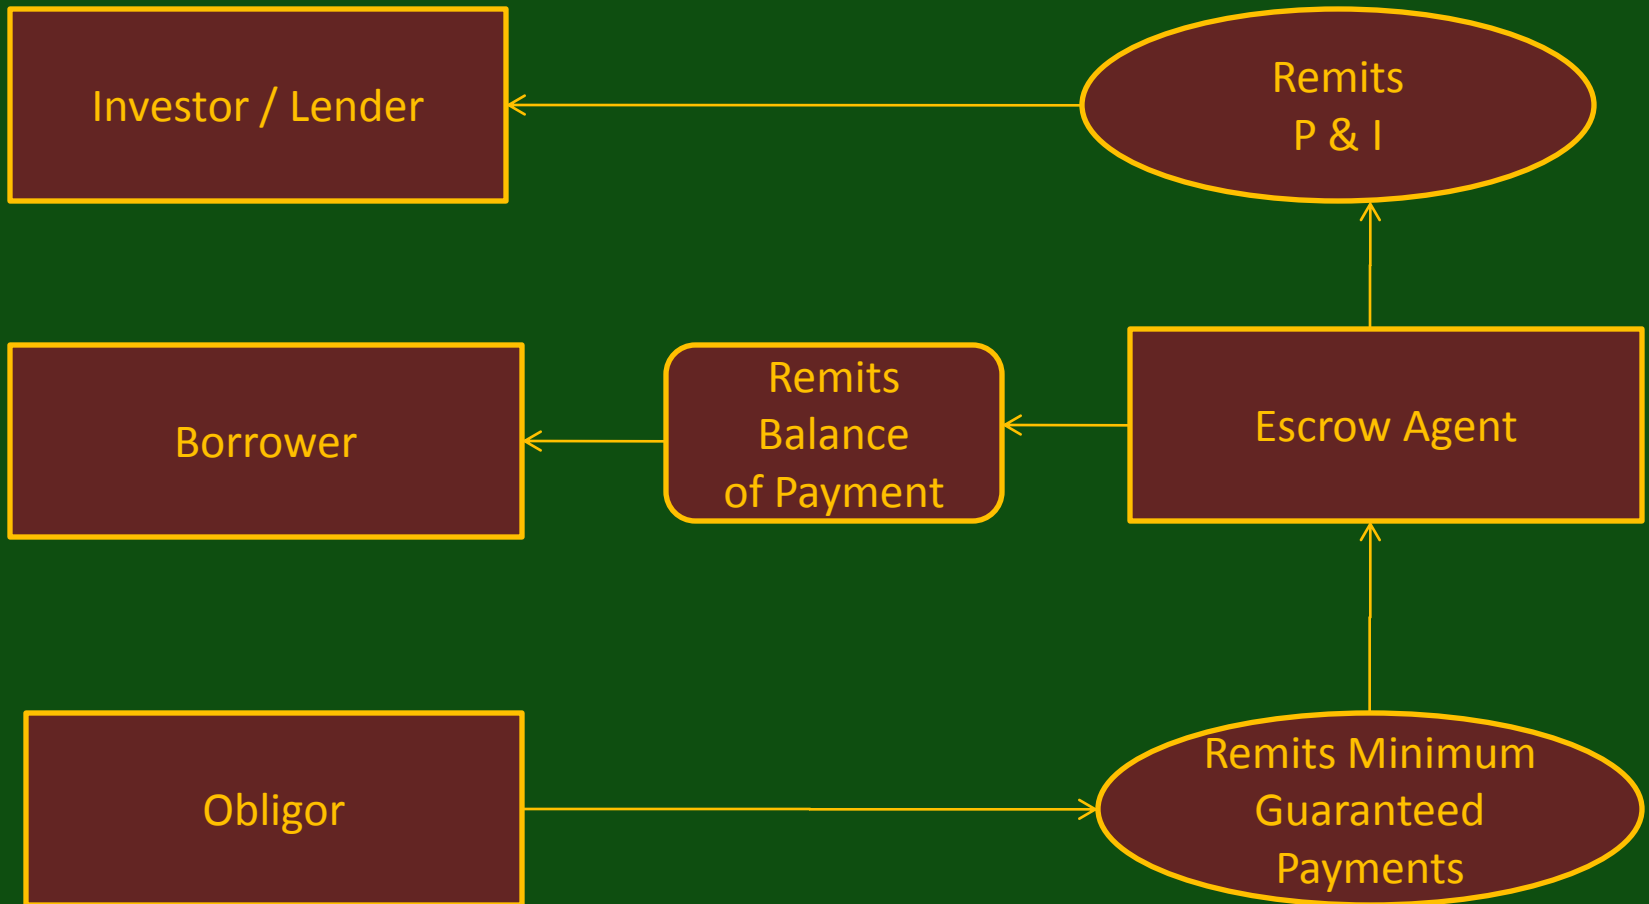 Investor / Lender
Remits
P & I
Borrower
Remits
Balance
of Payment
Escrow Agent
Obligor
Remits Minimum
Guaranteed
Payments